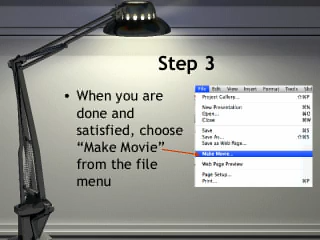 Step 3
• When you are
done and
satisfied, choose
“Make Movie”
from the file
menu
File Edit View Insert Format Tools
Project Gallery... ⇧⌘P
New Presentation ⌘N
Open... ⌘O
Close ⌘W
Save ⌘S
Save As...
Save as Web Page...
Make Movie...
Web Page Preview
Page Setup...
Print... ⌘P